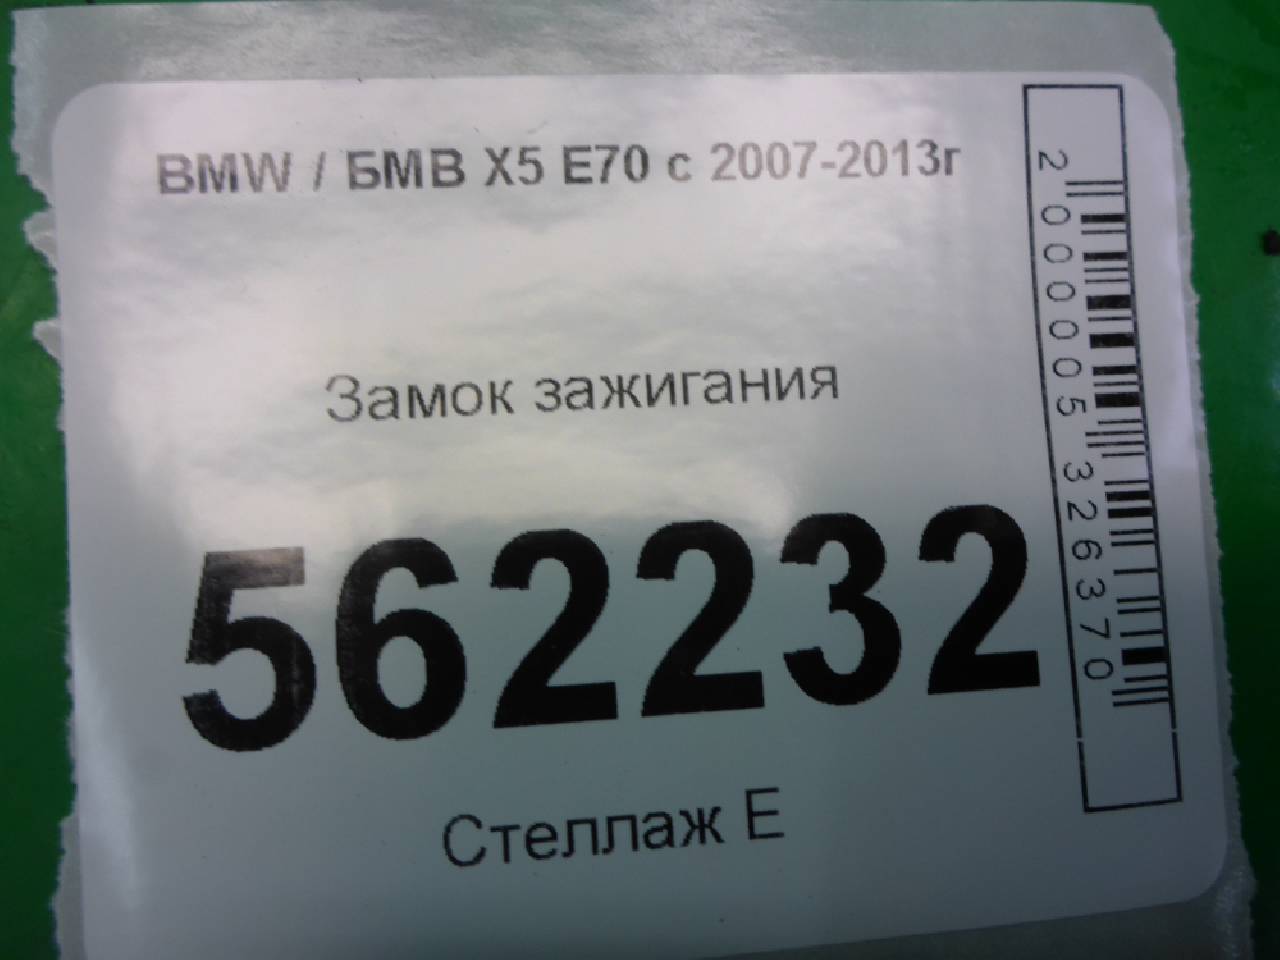 BMW / БМВ X5 E70 с 2007-2013г
Замок зажигания
562232
Стеллаж E
2000005326370